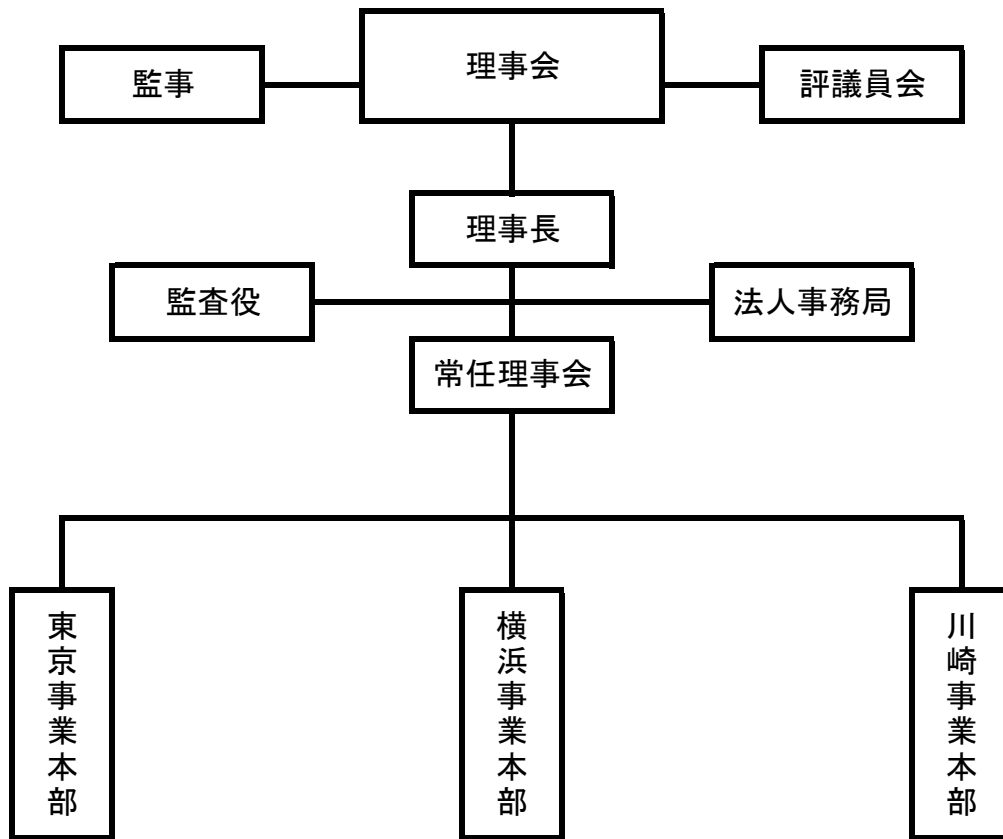 理事会
監事
評議員会
理事長
監査役
法人事務局
常任理事会
東京事業本部
横浜事業本部
川崎事業本部